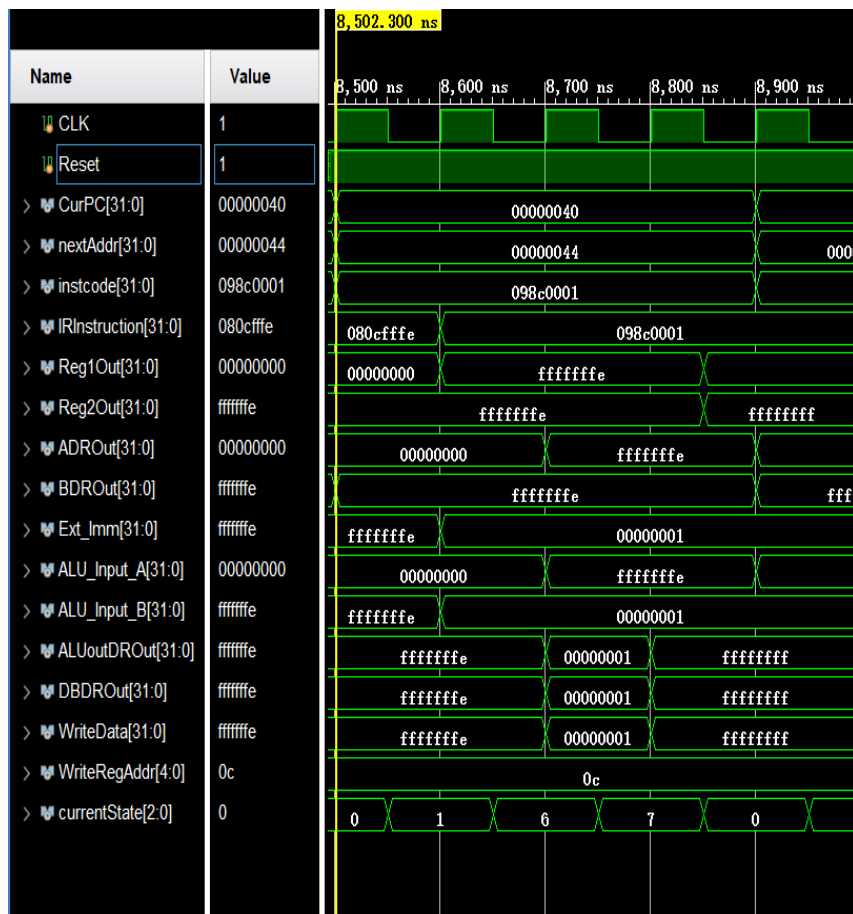 8,502.300 ns
Name Value
8,500 ns 8,600 ns 8,700 ns 8,800 ns 8,900 ns
CLK 1
Reset 1
CurPC[31:0] 00000040 00000040
nextAddr[31:0] 00000044 00000044 000
instcode[31:0] 098c0001 098c0001
IRInstruction[31:0] 080cfffe 080cfffe 098c0001
Reg1Out[31:0] 00000000 00000000 fffffffe
Reg2Out[31:0] fffffffe fffffffe ffffffff
ADROut[31:0] 00000000 00000000 fffffffe
BDROut[31:0] fffffffe fffffffe fff
Ext_Imm[31:0] fffffffe fffffffe 00000001
ALU_Input_A[31:0] 00000000 00000000 fffffffe
ALU_Input_B[31:0] fffffffe fffffffe 00000001
ALUoutDROut[31:0] fffffffe fffffffe 00000001 ffffffff
DBDROut[31:0] fffffffe fffffffe 00000001 ffffffff
WriteData[31:0] fffffffe fffffffe 00000001 ffffffff
WriteRegAddr[4:0] 0c 0c
currentState[2:0] 0 0 1 6 7 0